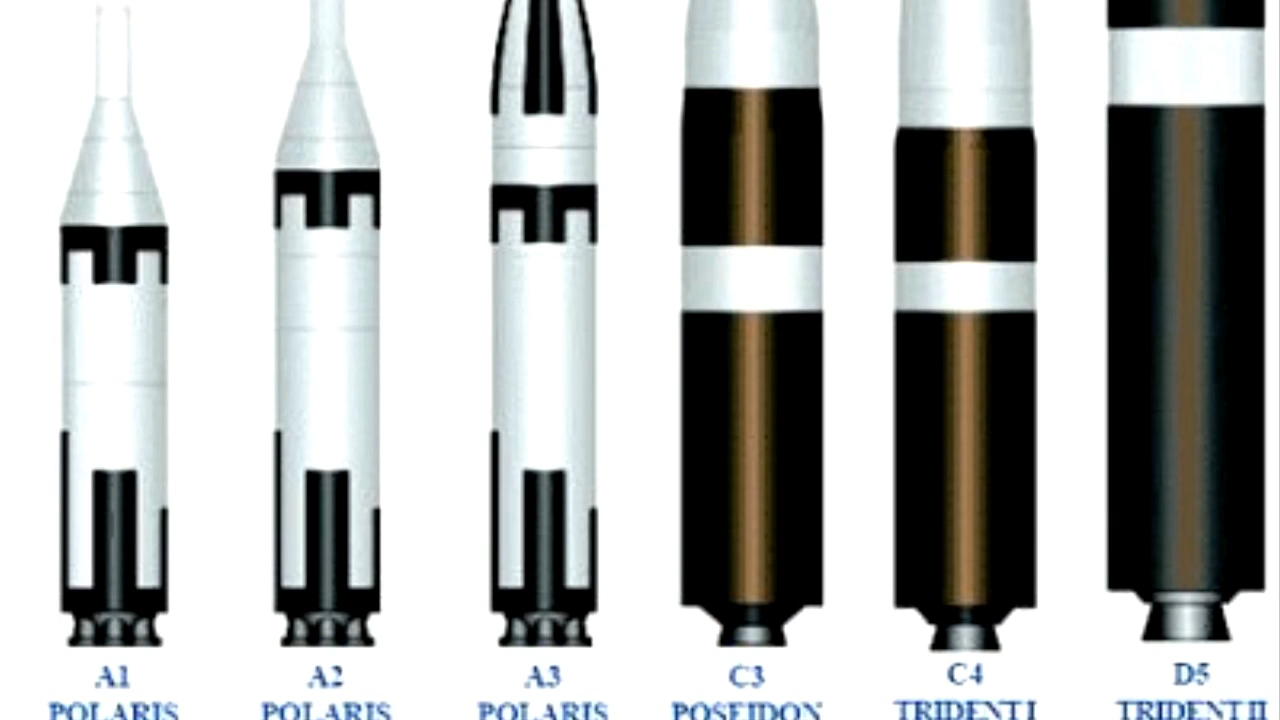 A1 A2 A3 C3 C4 D5
POLARIS POLARIS POLARIS POSEIDON TRIDENT I TRIDENT II